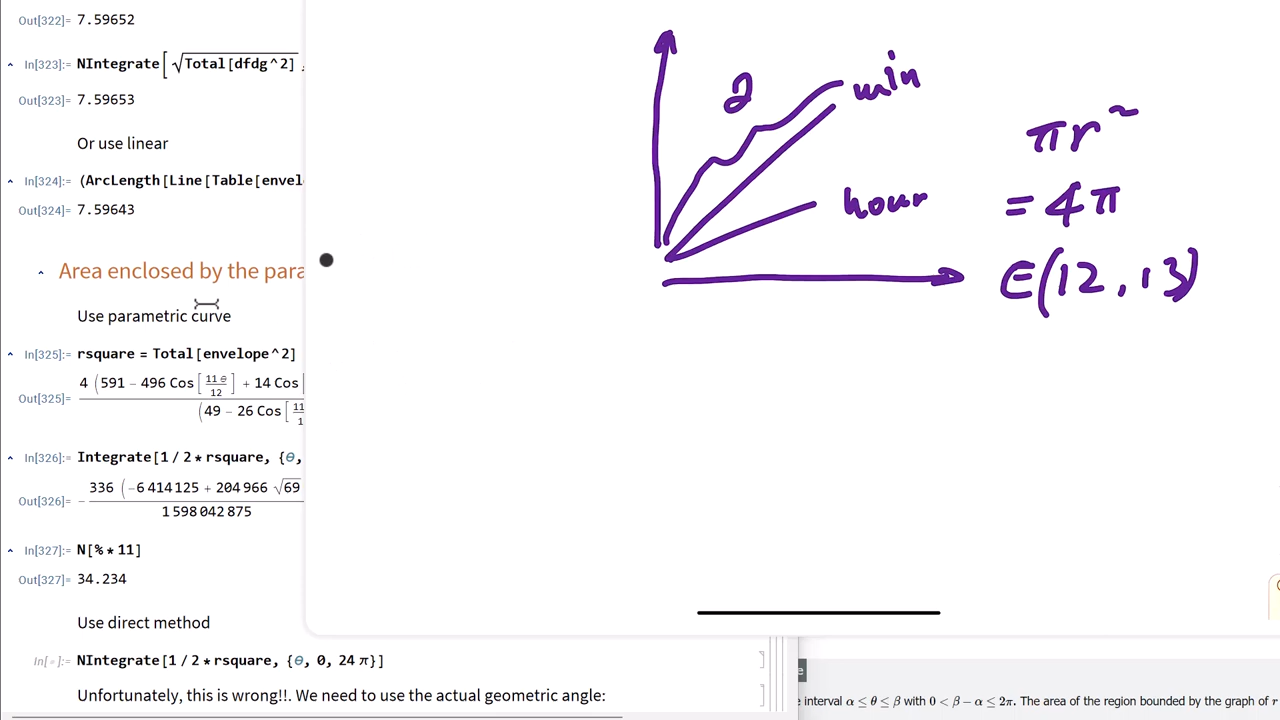 Out[322]= 7.59652
In[323]:= NIntegrate[√Total[dfdg^2] ,
Out[323]= 7.59653
Or use linear
In[324]:= (ArcLength[Line[Table[envel
Out[324]= 7.59643
Area enclosed by the para
Use parametric curve
In[325]:= rsquare = Total[envelope^2]
4 (591 − 496 Cos[11 θ/12] + 14 Cos[
Out[325]=
(49 − 26 Cos[11/1
In[326]:= Integrate[1/2*rsquare, {θ,
336 (−6 414 125 + 204 966 √69
Out[326]= −
1 598 042 875
In[327]:= N[%*11]
Out[327]= 34.234
Use direct method
In[∘]:= NIntegrate[1/2*rsquare, {θ, 0, 24 π}]
Unfortunately, this is wrong!!. We need to use the actual geometric angle:
2
min
hour
πr²
= 4π
∈(12, 13)
e
e interval α ≤ θ ≤ β with 0 < β − α ≤ 2π. The area of the region bounded by the graph of r